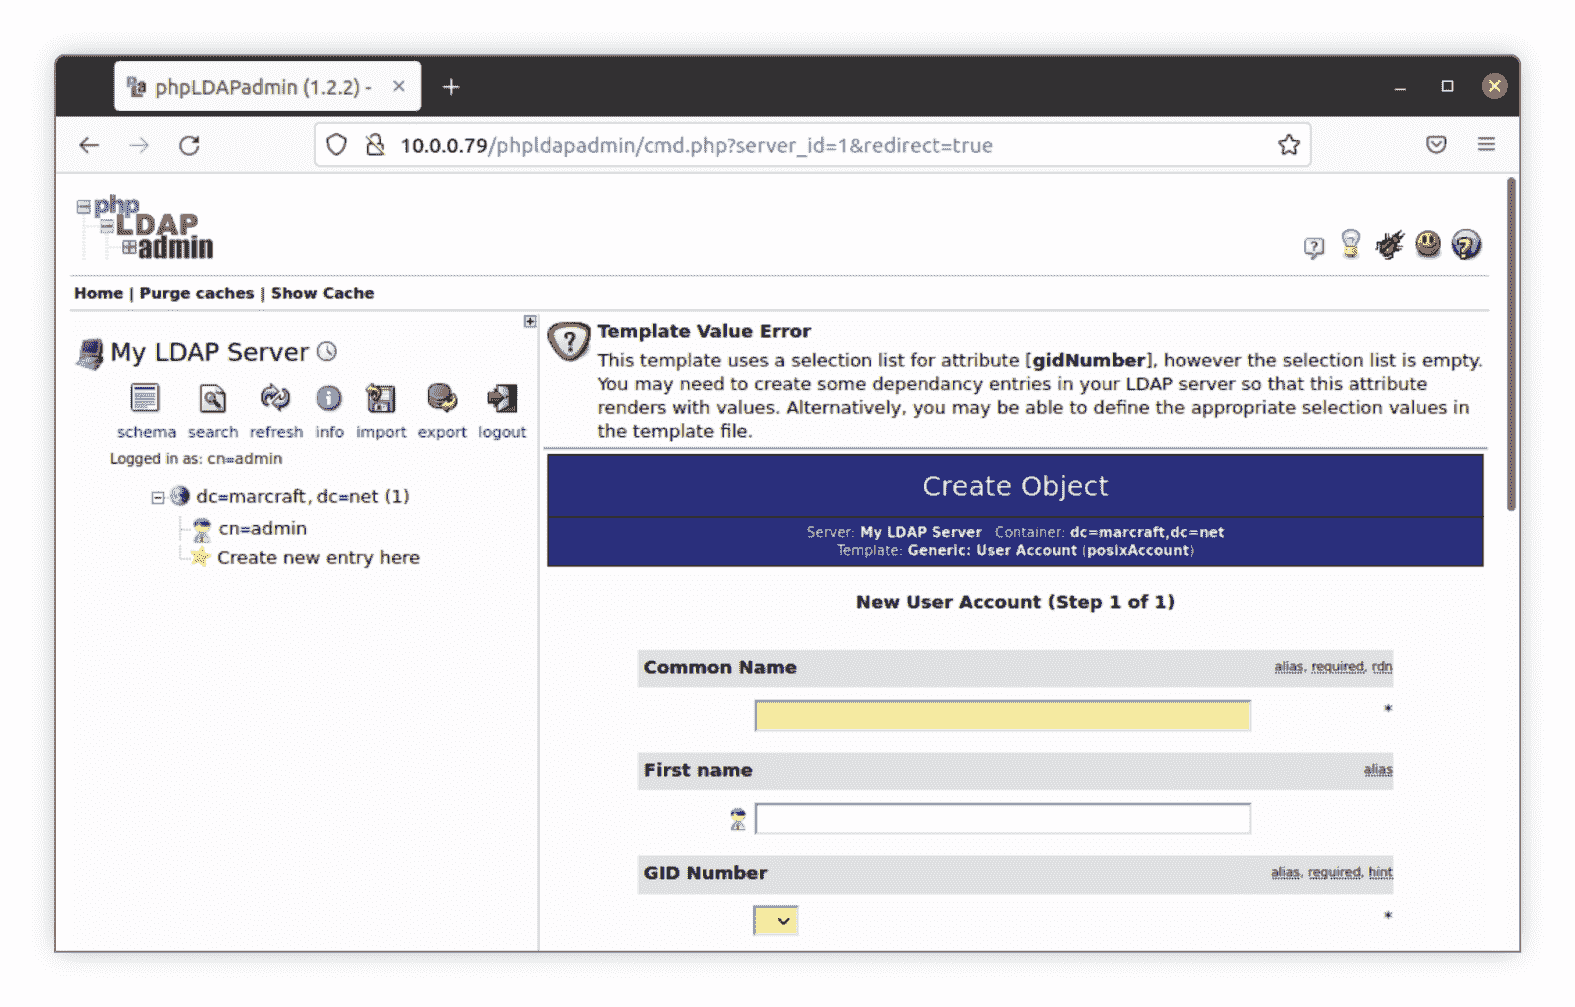 phpLDAPadmin (1.2.2) -
10.0.0.79/phpldapadmin/cmd.php?server_id=1&redirect=true
php
LDAP
admin
Home | Purge caches | Show Cache
My LDAP Server
schema search refresh info import export logout
Logged in as: cn=admin
dc=marcraft, dc=net (1)
cn=admin
Create new entry here
Template Value Error
This template uses a selection list for attribute [gidNumber], however the selection list is empty.
You may need to create some dependancy entries in your LDAP server so that this attribute
renders with values. Alternatively, you may be able to define the appropriate selection values in
the template file.
Create Object
Server: My LDAP Server Container: dc=marcraft,dc=net
Template: Generic: User Account (posixAccount)
New User Account (Step 1 of 1)
Common Name alias, required, rdn
*
First name alias
GID Number alias, required, hint
*